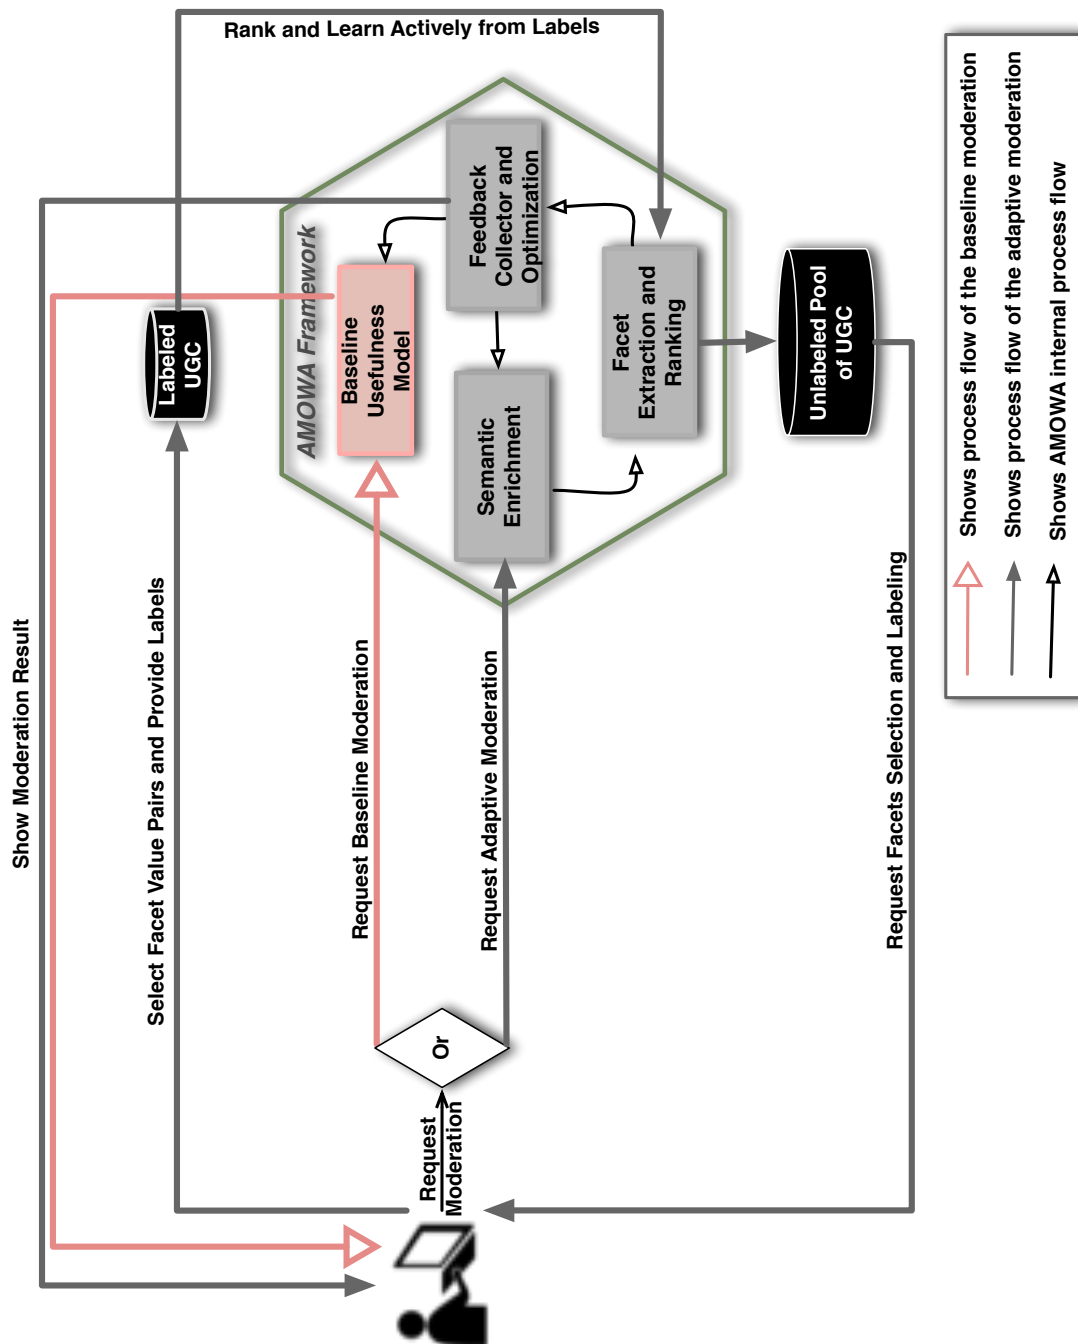 Show Moderation Result
Select Facet Value Pairs and Provide Labels
Rank and Learn Actively from Labels
Labeled
UGC
AMOWA Framework
Request
Moderation
Or
Request Baseline Moderation
Request Adaptive Moderation
Baseline
Usefulness
Model
Semantic
Enrichment
Feedback
Collector and
Optimization
Facet
Extraction and
Ranking
Unlabeled Pool
of UGC
Request Facets Selection and Labeling
Shows process flow of the baseline moderation
Shows process flow of the adaptive moderation
Shows AMOWA internal process flow